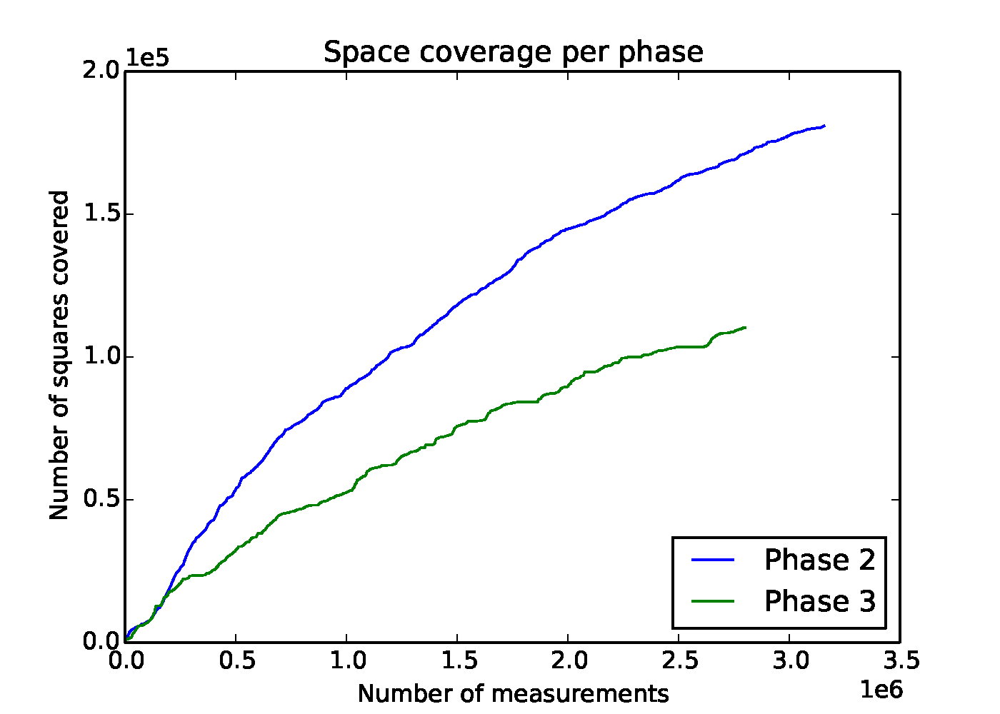 Space coverage per phase
1e5
2.0
1.5
1.0
0.5
0.0
Number of squares covered
Phase 2
Phase 3
0.0 0.5 1.0 1.5 2.0 2.5 3.0 3.5
Number of measurements
1e6